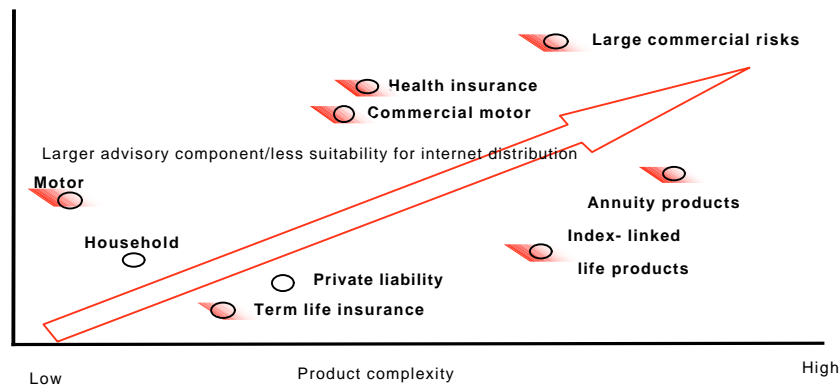 Large commercial risks
Health insurance
Commercial motor
Larger advisory component/less suitability for internet distribution
Motor
Annuity products
Household
Index- linked
life products
Private liability
Term life insurance
Low
Product complexity
High